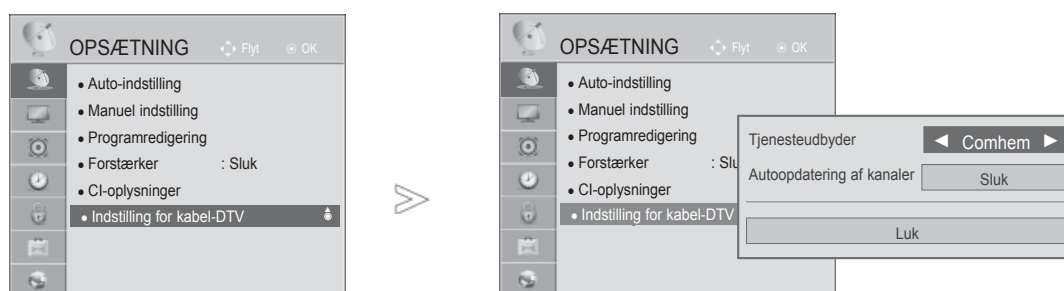 OPSÆTNING Flyt OK
• Auto-indstilling
• Manuel indstilling
• Programredigering
• Forstærker : Sluk
• CI-oplysninger
• Indstilling for kabel-DTV
OPSÆTNING Flyt OK
• Auto-indstilling
• Manuel indstilling
• Programredigering
• Forstærker : Slu
• CI-oplysninger
• Indstilling for kabel-DTV
Tjenesteudbyder ◄ Comhem ►
Autoopdatering af kanaler Sluk
Luk